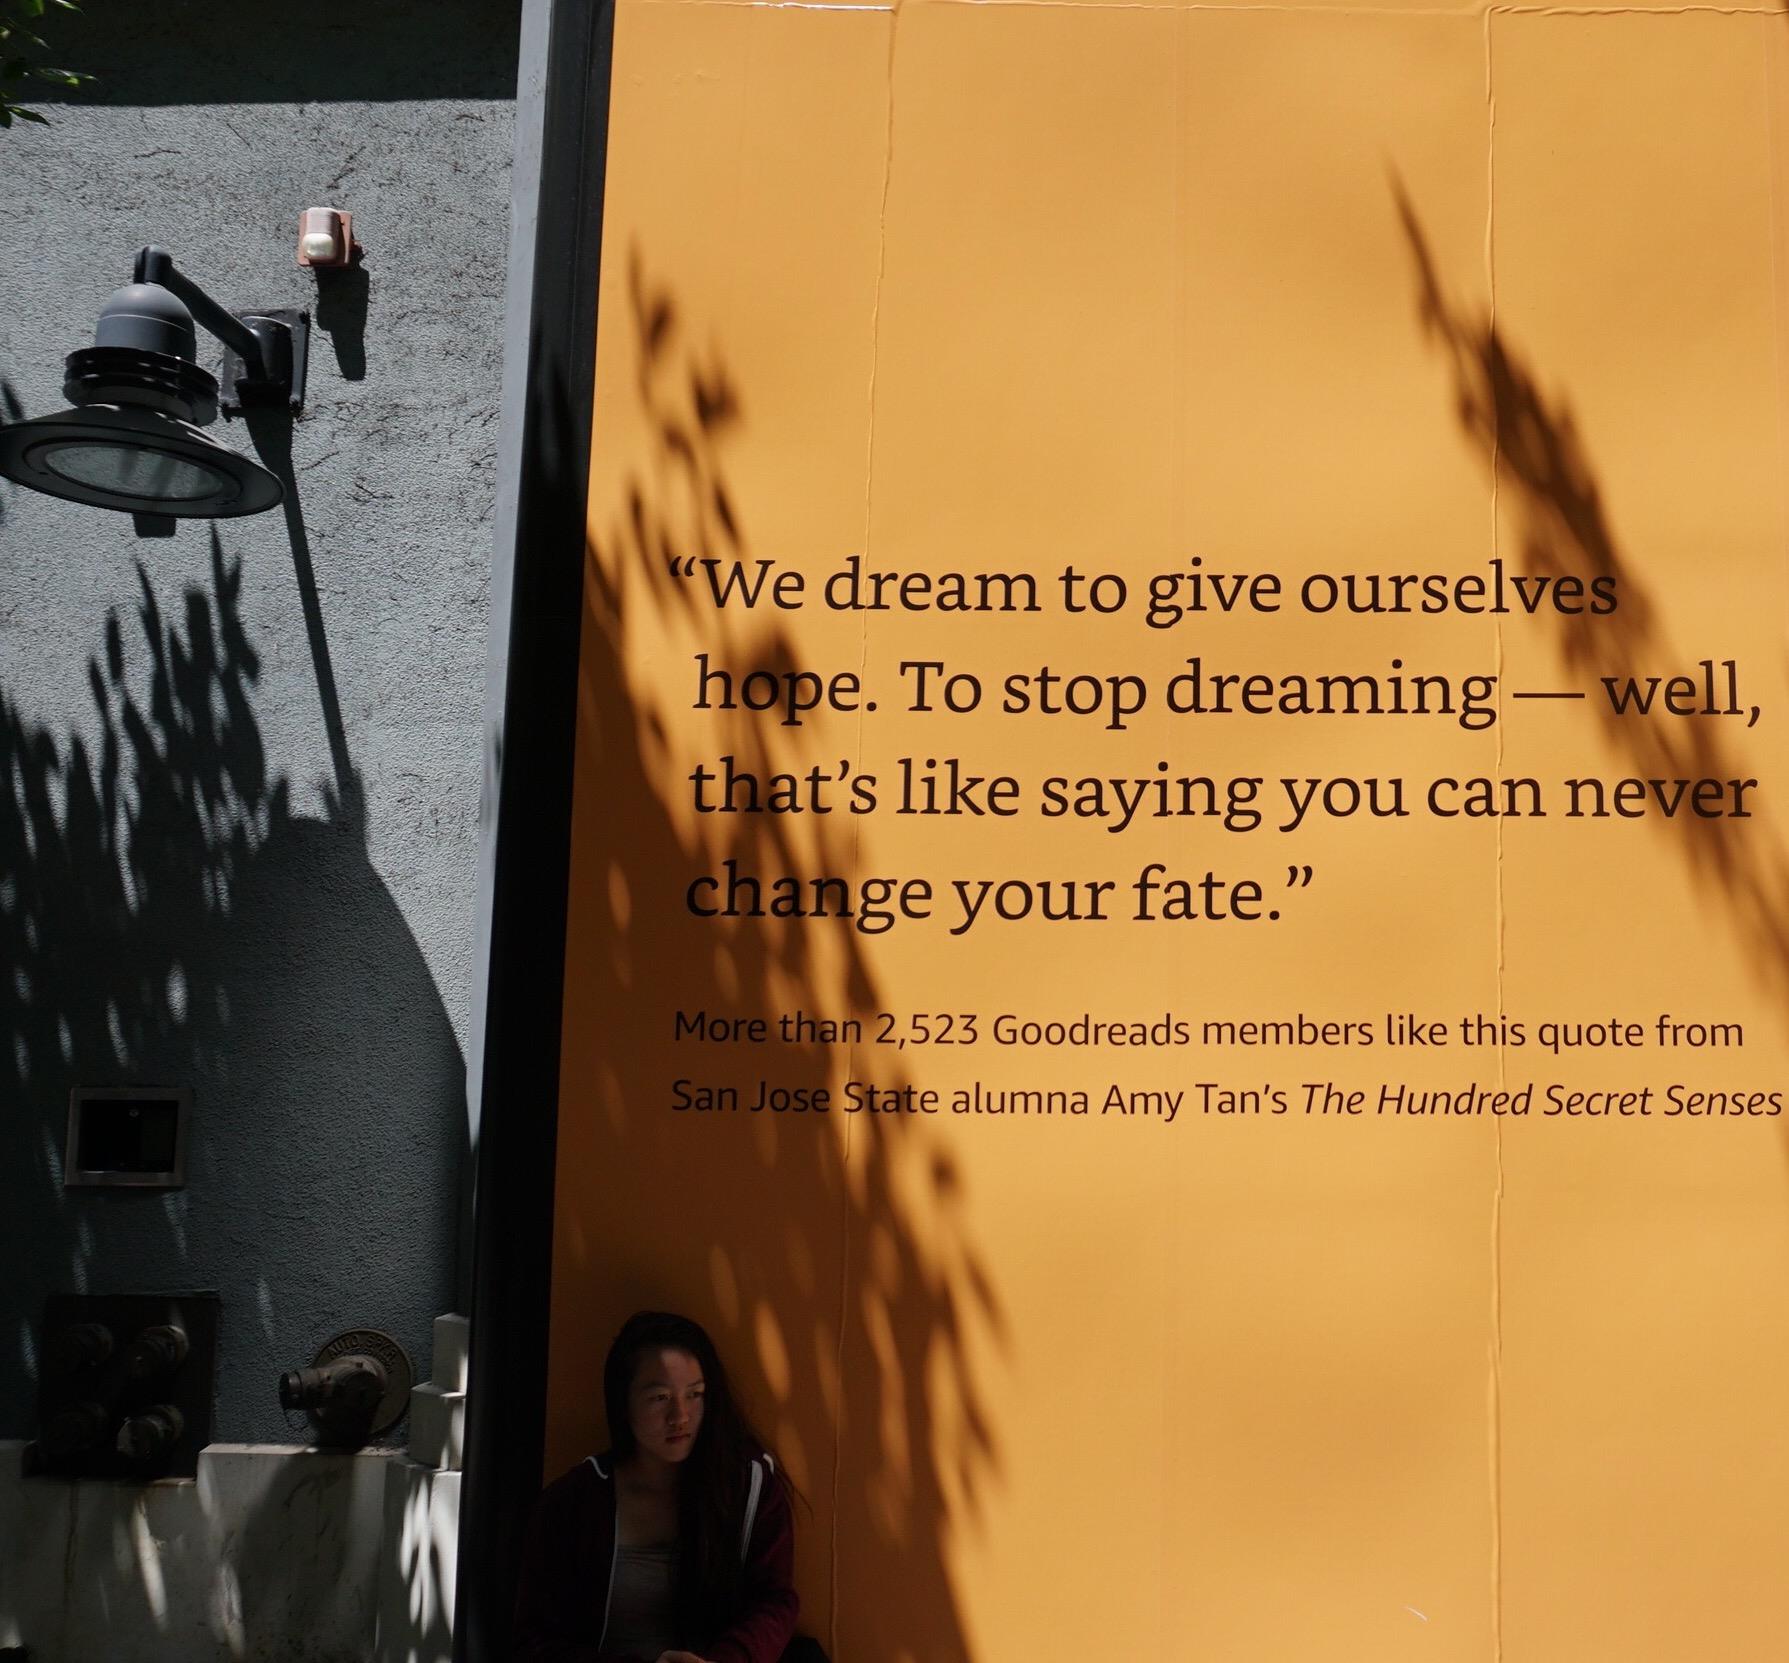 “We dream to give ourselves
hope. To stop dreaming — well,
that’s like saying you can never
change your fate.”
More than 2,523 Goodreads members like this quote from
San Jose State alumna Amy Tan’s The Hundred Secret Senses
AUTO SPKR